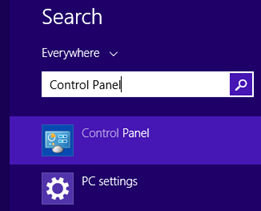 Search
Everywhere
Control Panel
Control Panel
PC settings